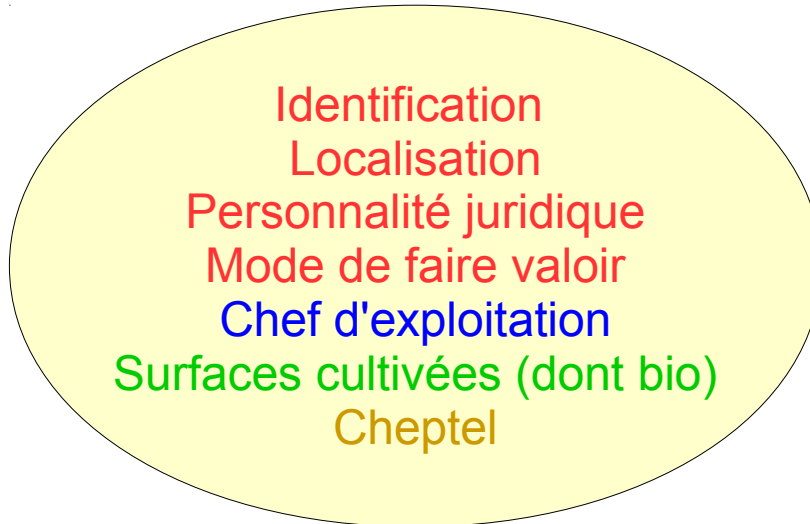 Identification
Localisation
Personnalité juridique
Mode de faire valoir
Chef d'exploitation
Surfaces cultivées (dont bio)
Cheptel